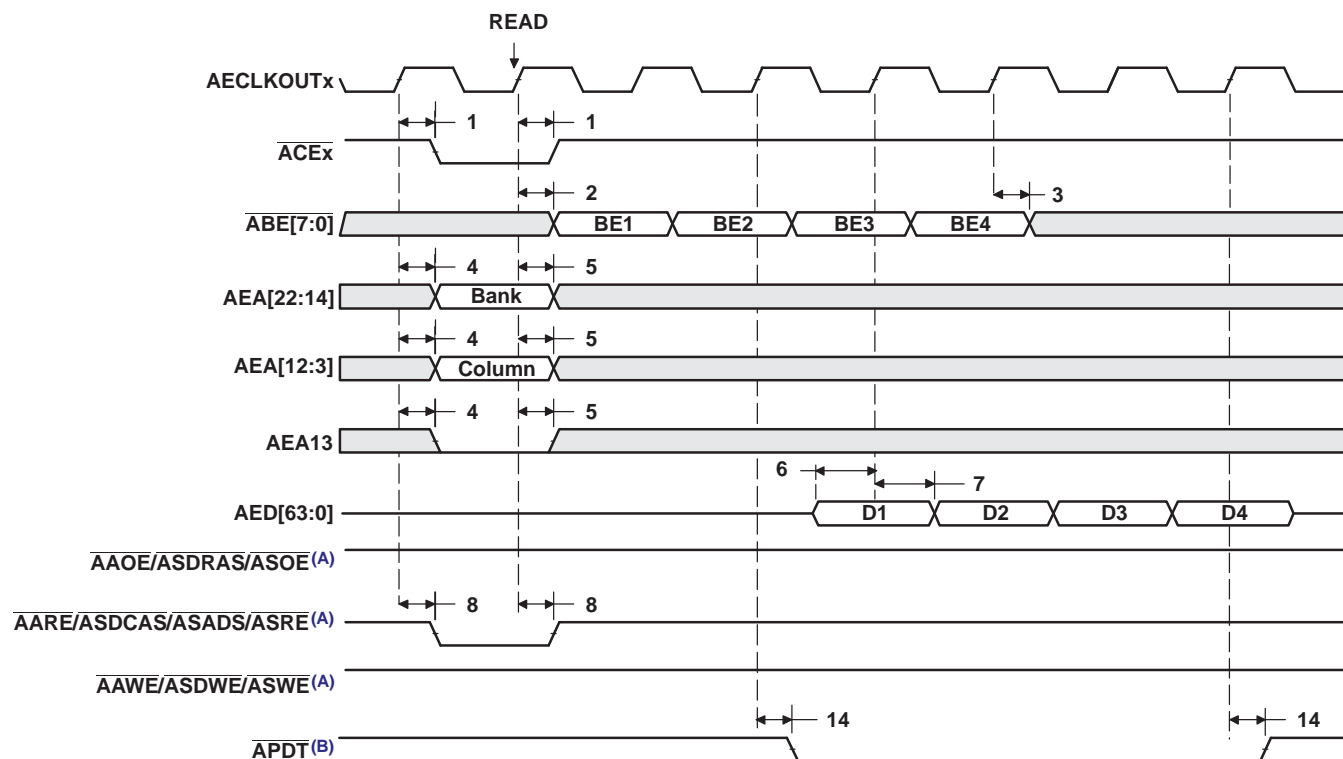 READ
AECLKOUTx
1 1
ACEx
2 3
ABE[7:0] BE1 BE2 BE3 BE4
4 5
AEA[22:14] Bank
4 5
AEA[12:3] Column
4 5
AEA13
6 7
AED[63:0] D1 D2 D3 D4
AAOE/ASDRAS/ASOE(A)
8 8
AARE/ASDCAS/ASADS/ASRE(A)
AAWE/ASDWE/ASWE(A)
14 14
APDT(B)